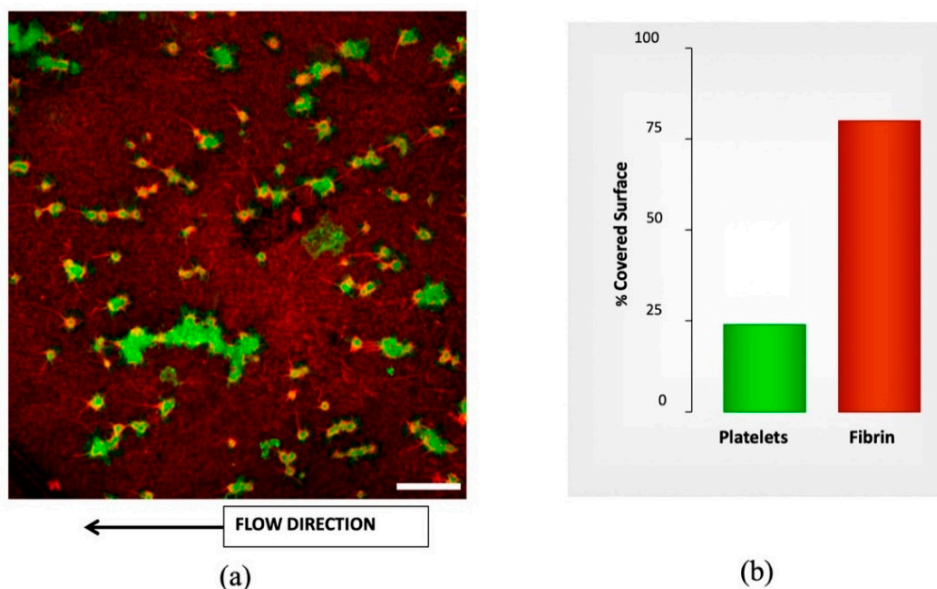 FLOW DIRECTION
(a)
100
75
50
25
0
% Covered Surface
Platelets Fibrin
(b)